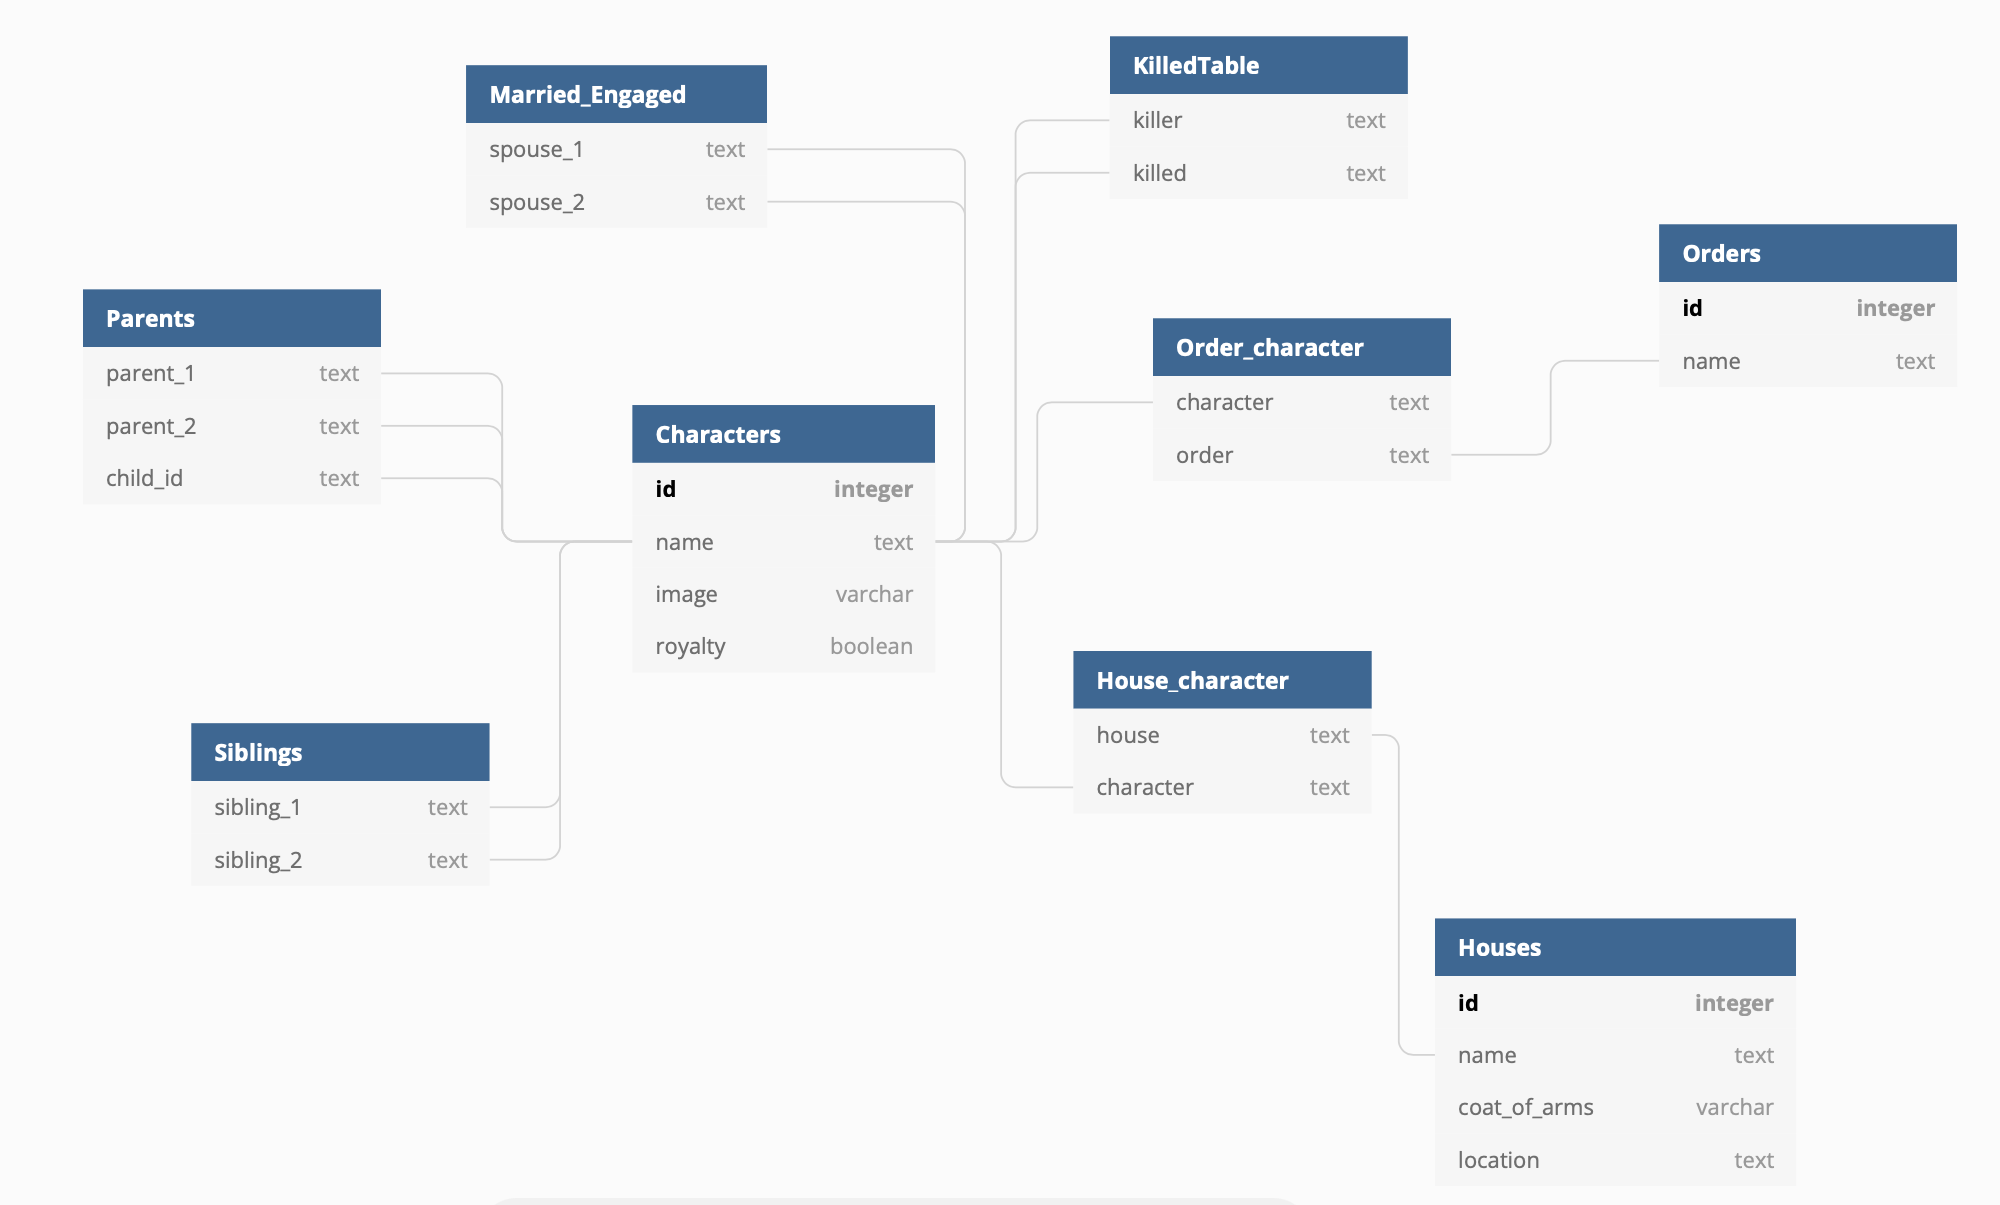 Married_Engaged
spouse_1 text
spouse_2 text
KilledTable
killer text
killed text
Orders
id integer
name text
Parents
parent_1 text
parent_2 text
child_id text
Order_character
character text
order text
Characters
id integer
name text
image varchar
royalty boolean
House_character
house text
character text
Siblings
sibling_1 text
sibling_2 text
Houses
id integer
name text
coat_of_arms varchar
location text